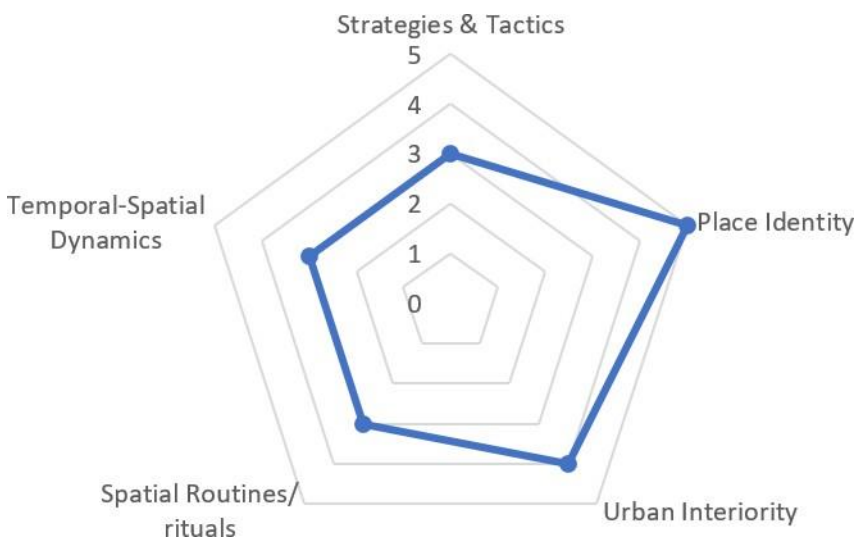 Strategies & Tactics
5
4
3
2
1
0
Place Identity
Temporal-Spatial
Dynamics
Spatial Routines/
rituals
Urban Interiority